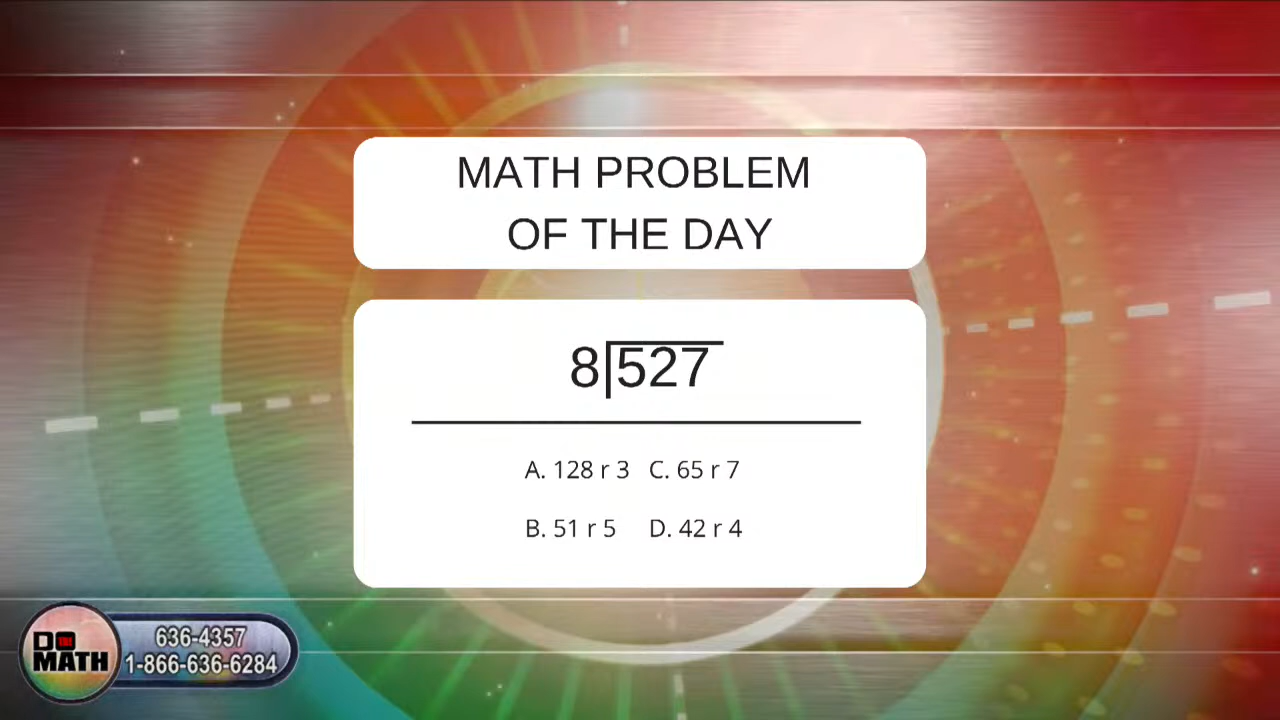 MATH PROBLEM
OF THE DAY
8 527
A. 128 r 3 C. 65 r 7
B. 51 r 5 D. 42 r 4
DO THE
MATH
636-4357
1-866-636-6284